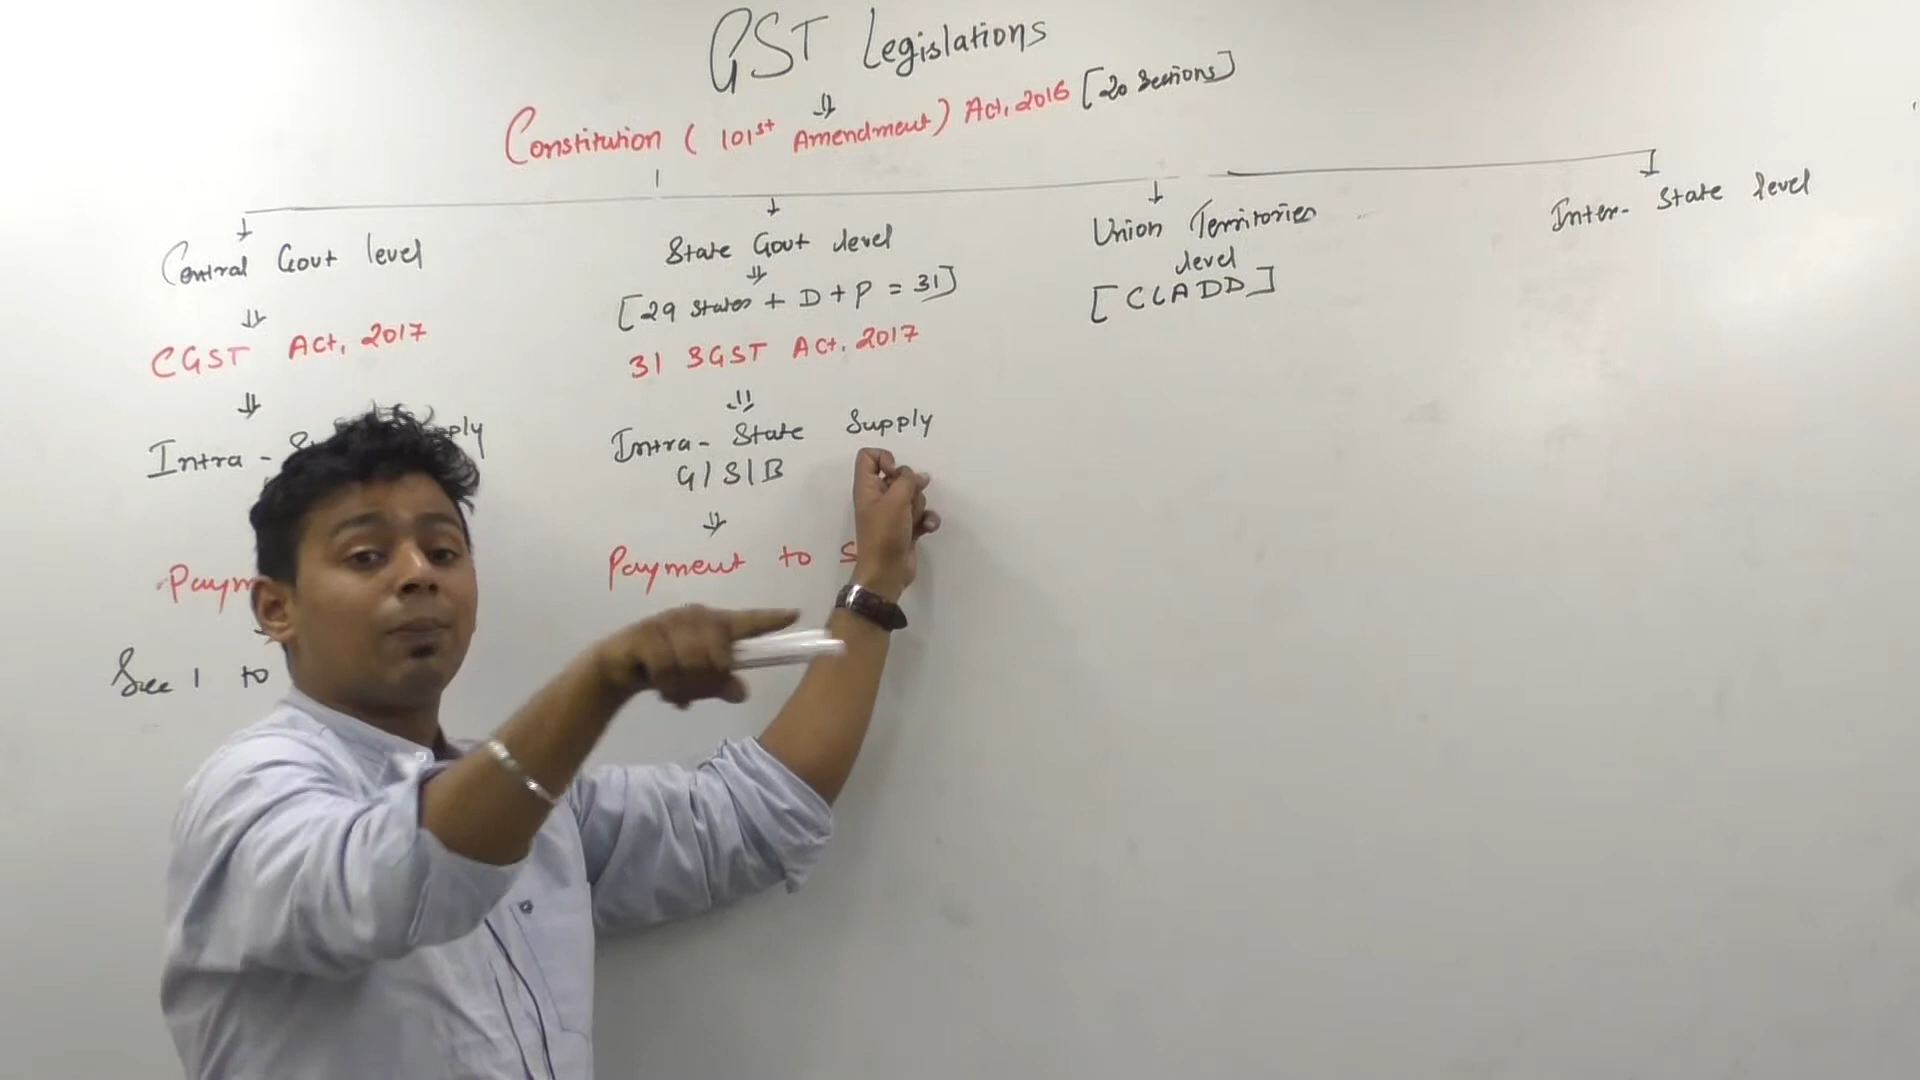 GST Legislations
Constitution (101st Amendment) Act, 2016 [20 Sections]
Central Govt level
CGST Act, 2017
Intra -
Sec 1 to
State Govt level
[29 States + D + P = 31]
31 SGST Act, 2017
Intra - State Supply
G/S/B
Payment to
Union Territories
level
[CLADD]
Inter- State level